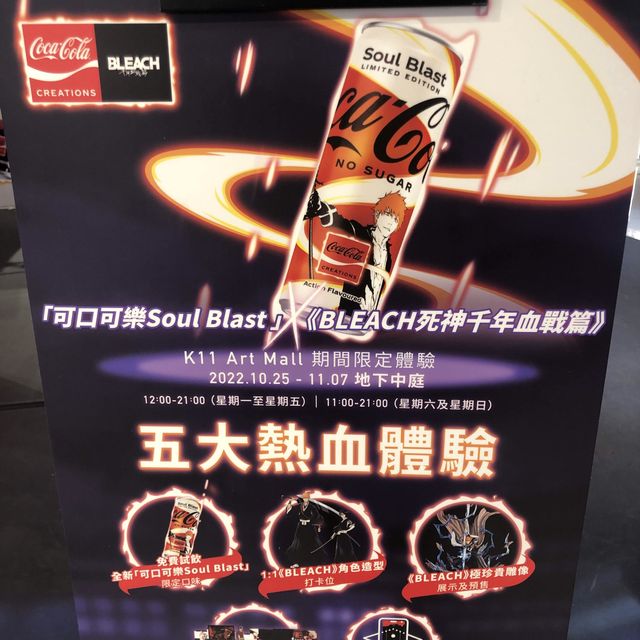 Coca-Cola
CREATIONS
BLEACH
Soul Blast
LIMITED EDITION
Coca-Co
NO SUGAR
Coca-Cola
CREATIONS
Action Flavoured
「可口可樂Soul Blast」×《BLEACH死神千年血戰篇》
K11 Art Mall 期間限定體驗
2022.10.25 - 11.07 地下中庭
12:00-21:00（星期一至星期五）| 11:00-21:00（星期六及星期日）
五大熱血體驗
Soul Blast
免費試飲
全新「可口可樂Soul Blast」
限定口味
1:1《BLEACH》角色造型
打卡位
《BLEACH》極珍貴雕像
展示及預售